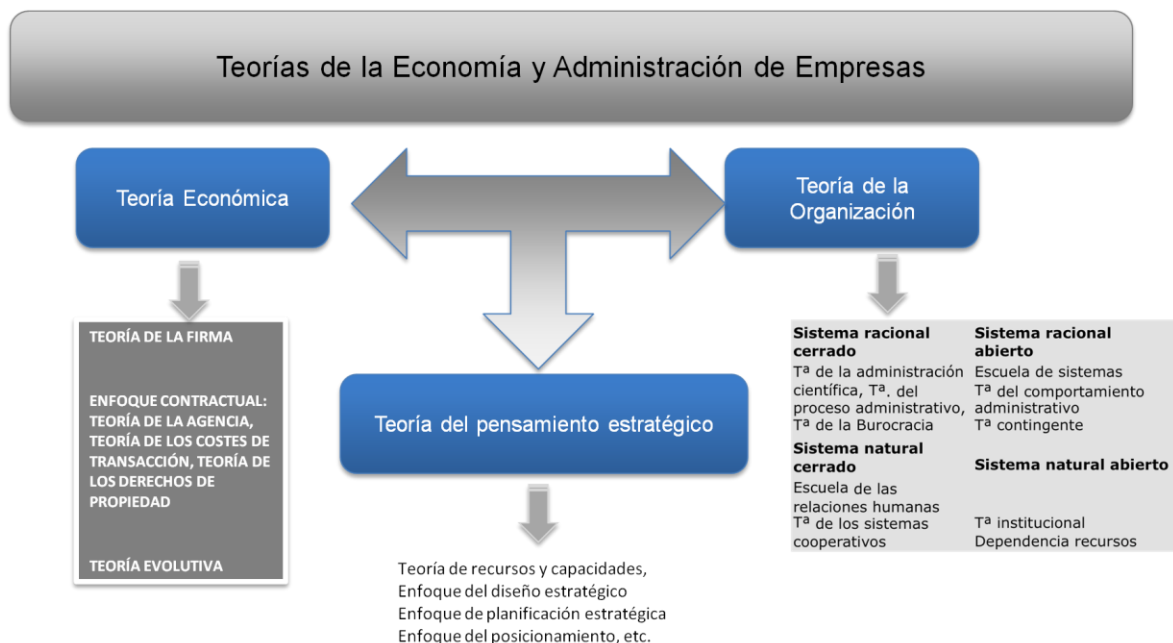 Teorías de la Economía y Administración de Empresas
Teoría Económica
Teoría de la
Organización
TEORÍA DE LA FIRMA
ENFOQUE CONTRACTUAL:
TEORÍA DE LA AGENCIA,
TEORÍA DE LOS COSTES DE
TRANSACCIÓN, TEORÍA DE
LOS DERECHOS DE
PROPIEDAD
TEORÍA EVOLUTIVA
Teoría del pensamiento estratégico
Teoría de recursos y capacidades,
Enfoque del diseño estratégico
Enfoque de planificación estratégica
Enfoque del posicionamiento, etc.
Sistema racional
cerrado
Tª de la administración
científica, Tª. del
proceso administrativo,
Tª de la Burocracia
Sistema racional
abierto
Escuela de sistemas
Tª del comportamiento
administrativo
Tª contingente
Sistema natural
cerrado
Escuela de las
relaciones humanas
Tª de los sistemas
cooperativos
Sistema natural abierto
Tª institucional
Dependencia recursos